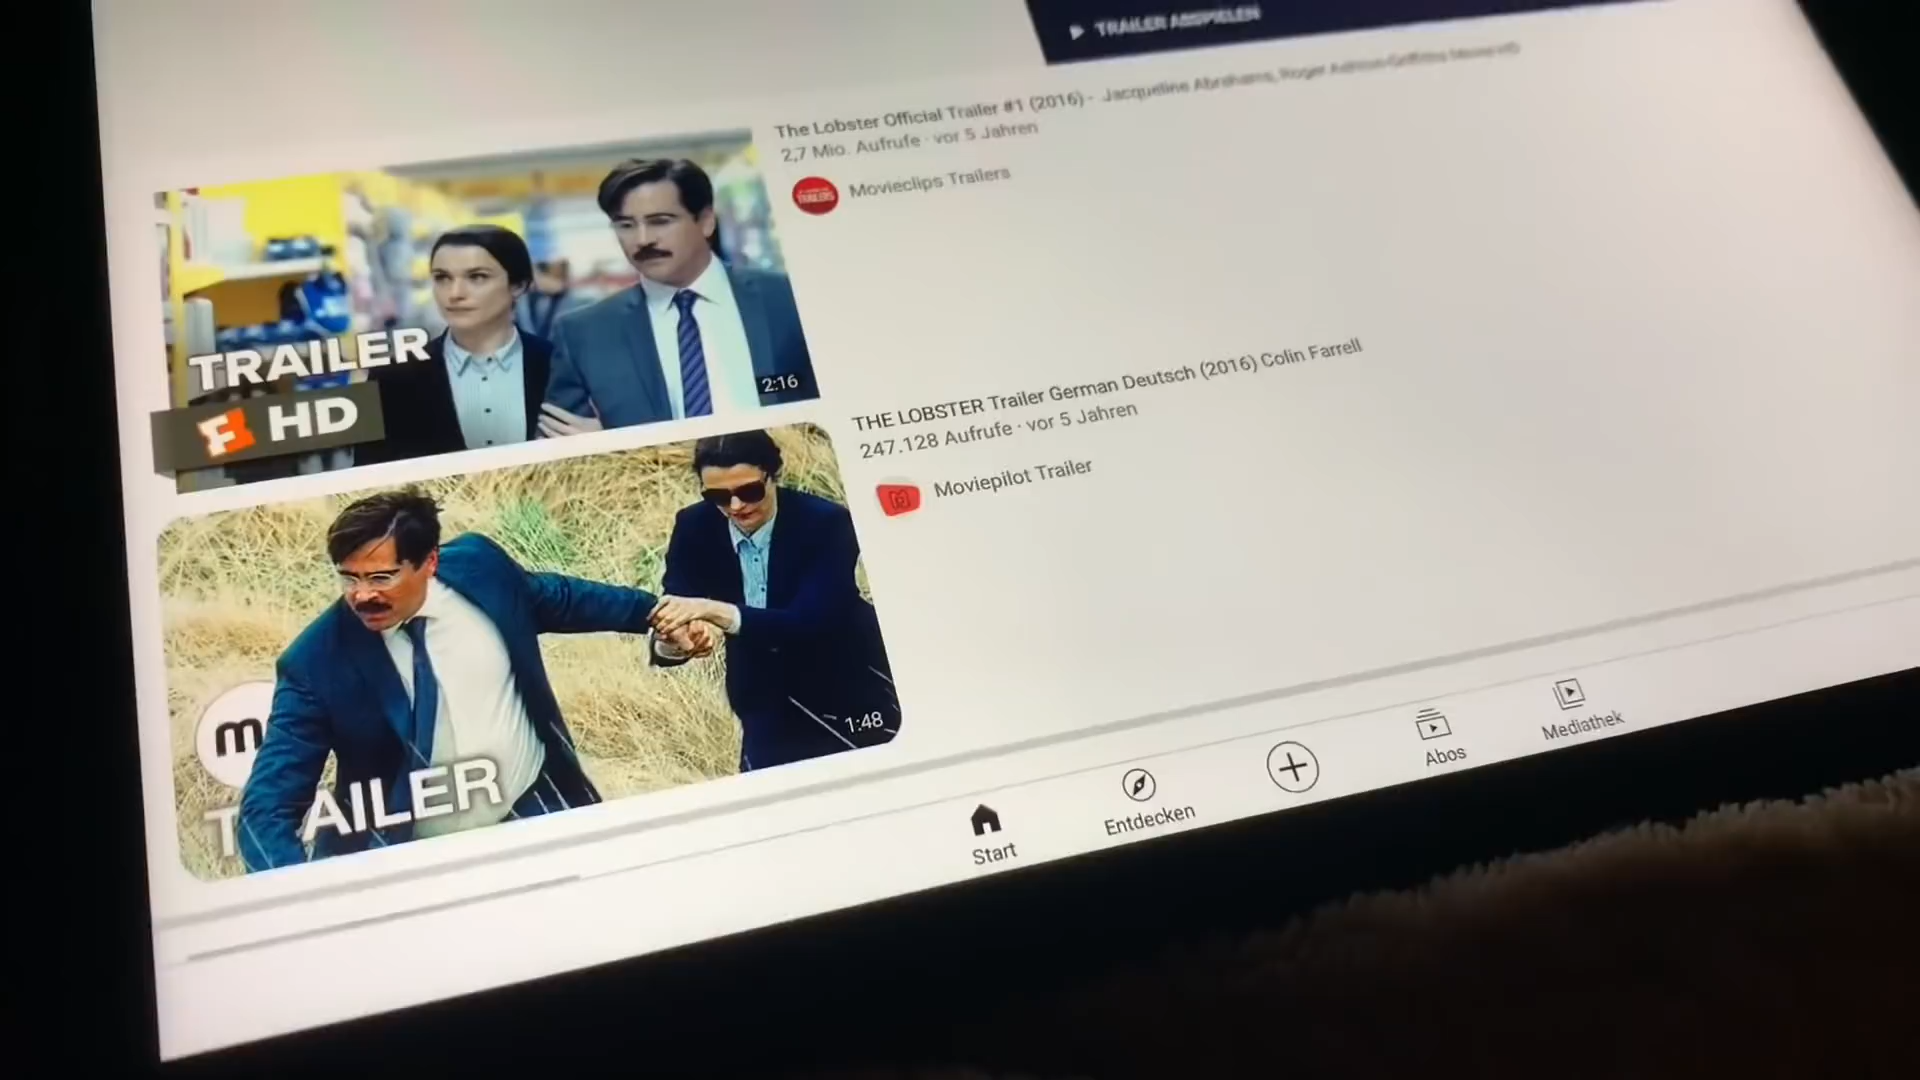 TRAILER ABSPIELEN
The Lobster Official Trailer #1 (2016) - Jacqueline Abrahams, Roger Ashton-Griffiths Movie HD
2,7 Mio. Aufrufe · vor 5 Jahren
TRAILERS
Movieclips Trailers
TRAILER
HD
2:16
THE LOBSTER Trailer German Deutsch (2016) Colin Farrell
247.128 Aufrufe · vor 5 Jahren
Moviepilot Trailer
m
T AILER
1:48
Start
Entdecken
Abos
Mediathek